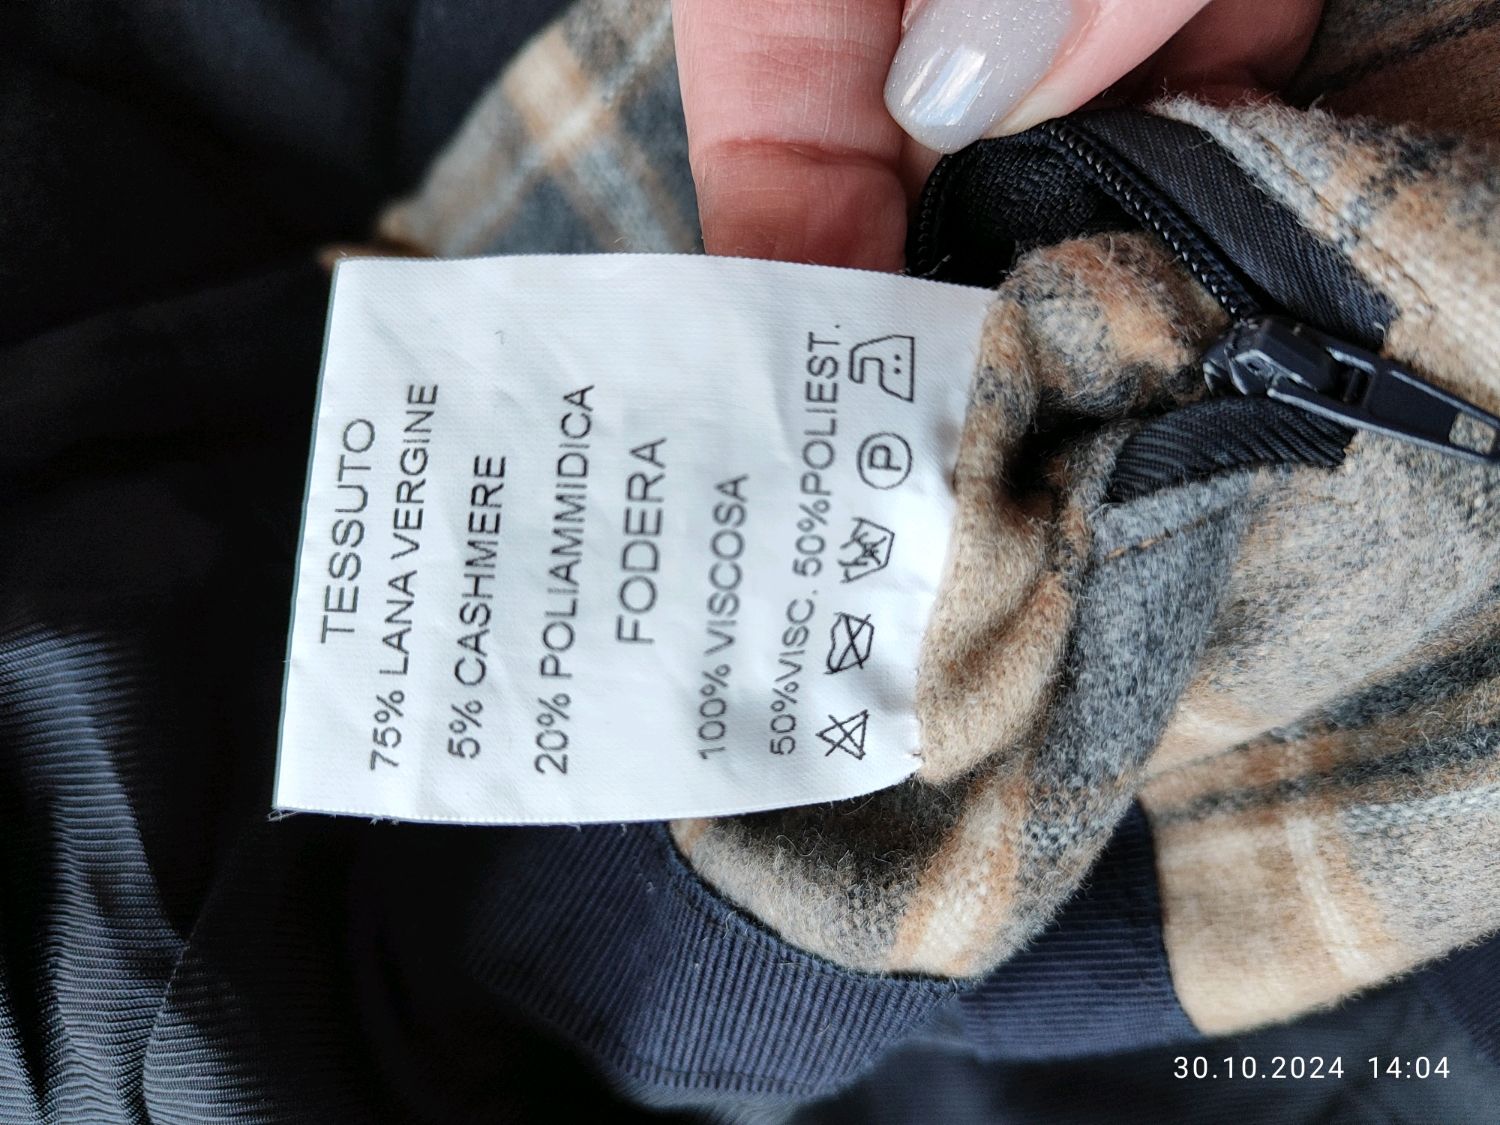 TESSUTO
75% LANA VERGINE
5% CASHMERE
20% POLIAMMIDICA
FODERA
100% VISCOSA
50%VISC. 50%POLIEST.
P
30.10.2024 14:04